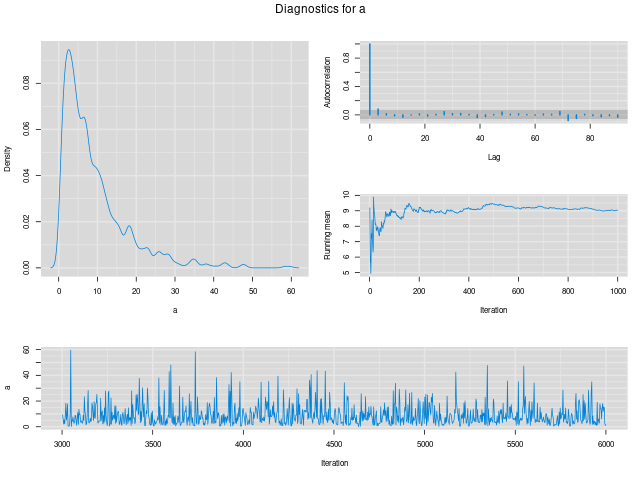 Diagnostics for a
Density
0.00 0.02 0.04 0.06 0.08
0 10 20 30 40 50 60
a
Autocorrelation
0.0 0.4 0.8
0 20 40 60 80
Lag
Running mean
5 6 7 8 9 10
0 200 400 600 800 1000
Iteration
a
0 20 40 60
3000 3500 4000 4500 5000 5500 6000
Iteration